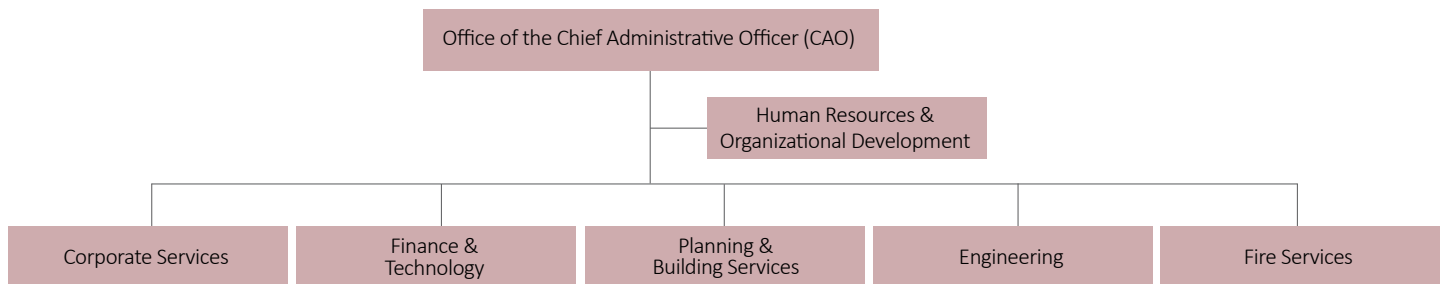 Office of the Chief Administrative Officer (CAO)
Human Resources &
Organizational Development
Corporate Services
Finance &
Technology
Planning &
Building Services
Engineering
Fire Services